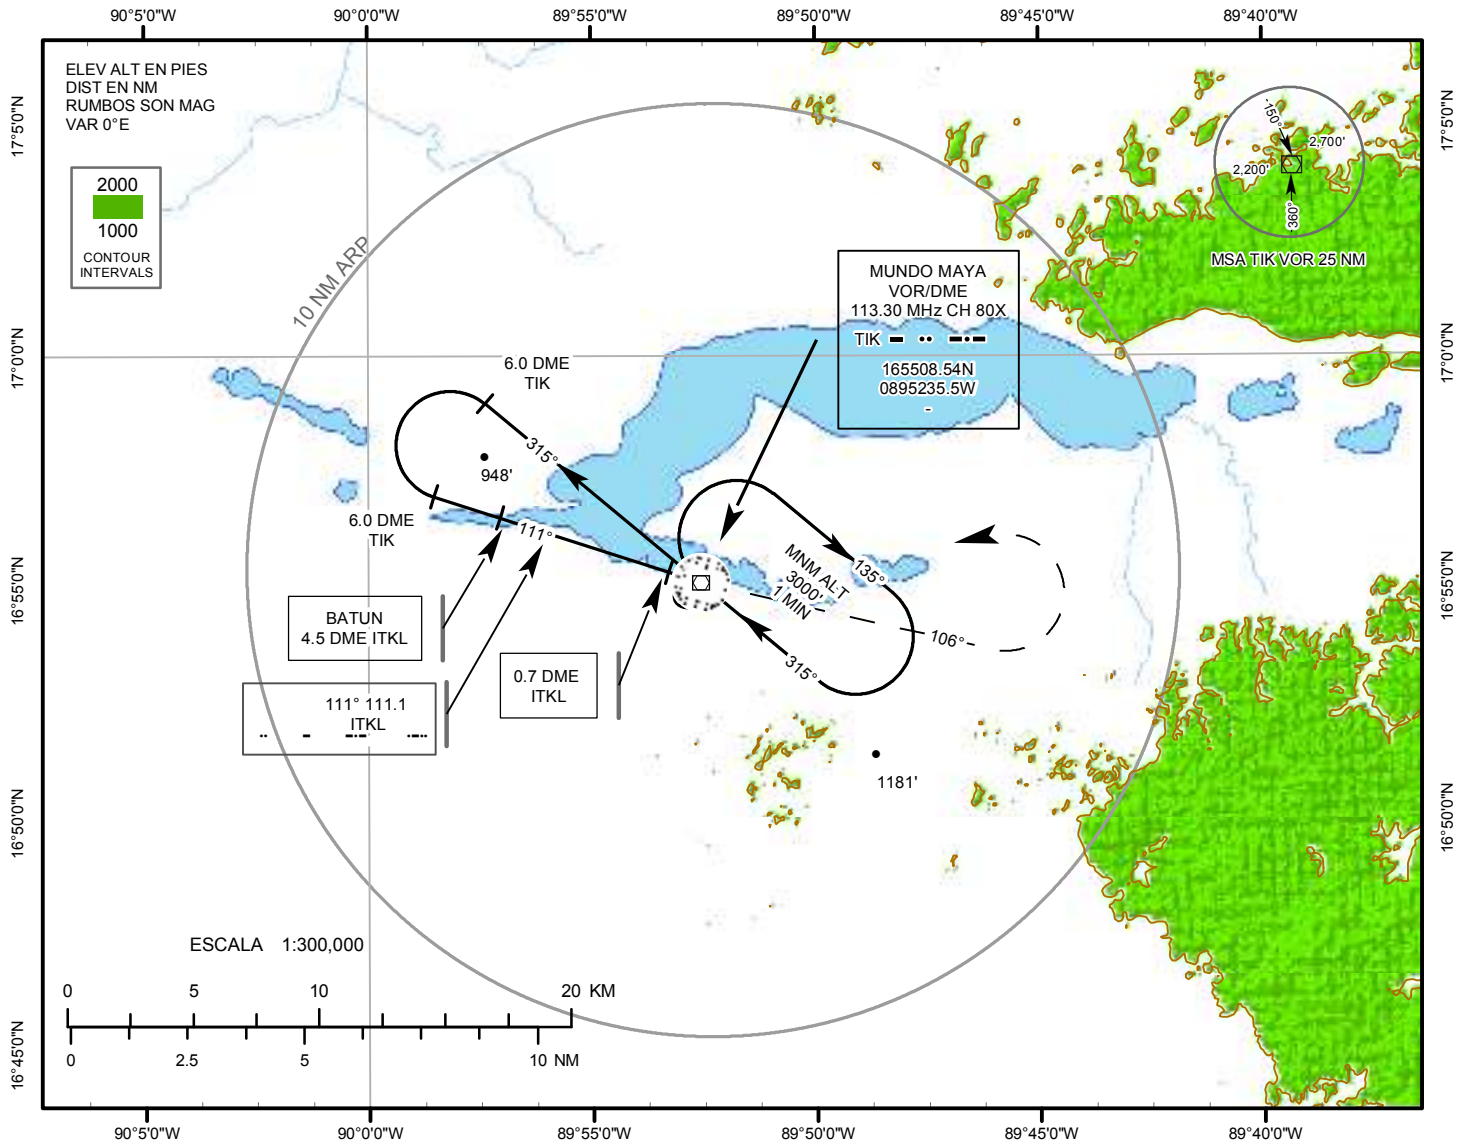 90°5'0"W
90°0'0"W
89°55'0"W
89°50'0"W
89°45'0"W
89°40'0"W
17°5'0"N
17°5'0"N
ELEV ALT EN PIES
DIST EN NM
RUMBOS SON MAG
VAR 0°E
2000
1000
CONTOUR
INTERVALS
10 NM ARP
150°
2,700'
2,200'
360°
MSA TIK VOR 25 NM
MUNDO MAYA
VOR/DME
113.30 MHz CH 80X
TIK
165508.54N
0895235.5W
-
17°0'0"N
17°0'0"N
6.0 DME
TIK
315°
948'
6.0 DME
TIK
111°
MNM ALT
3000'
1 MIN
135°
106°
315°
16°55'0"N
16°55'0"N
BATUN
4.5 DME ITKL
0.7 DME
ITKL
111° 111.1
ITKL
1181'
16°50'0"N
16°50'0"N
ESCALA 1:300,000
0 5 10 20 KM
0 2.5 5 10 NM
16°45'0"N
16°45'0"N
90°5'0"W
90°0'0"W
89°55'0"W
89°50'0"W
89°45'0"W
89°40'0"W